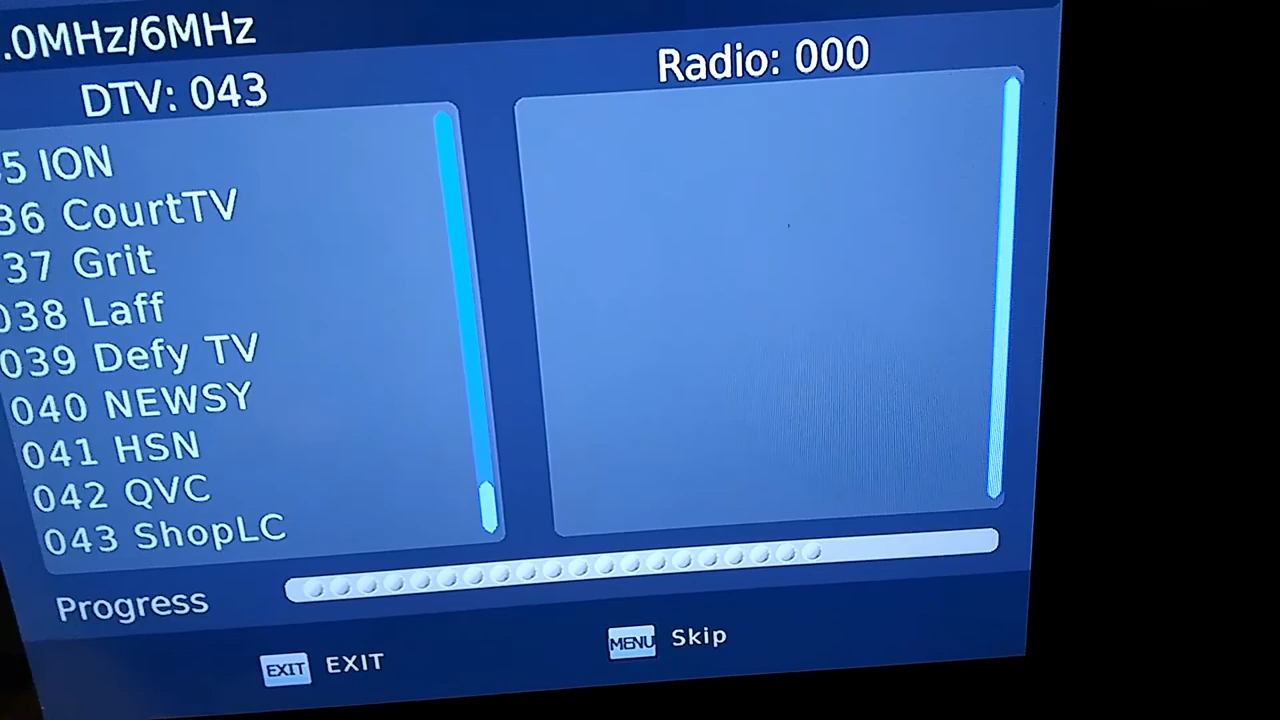 .0MHz/6MHz
DTV: 043
Radio: 000
5 ION
36 CourtTV
037 Grit
038 Laff
039 Defy TV
040 NEWSY
041 HSN
042 QVC
043 ShopLC
Progress
EXIT EXIT
MENU Skip